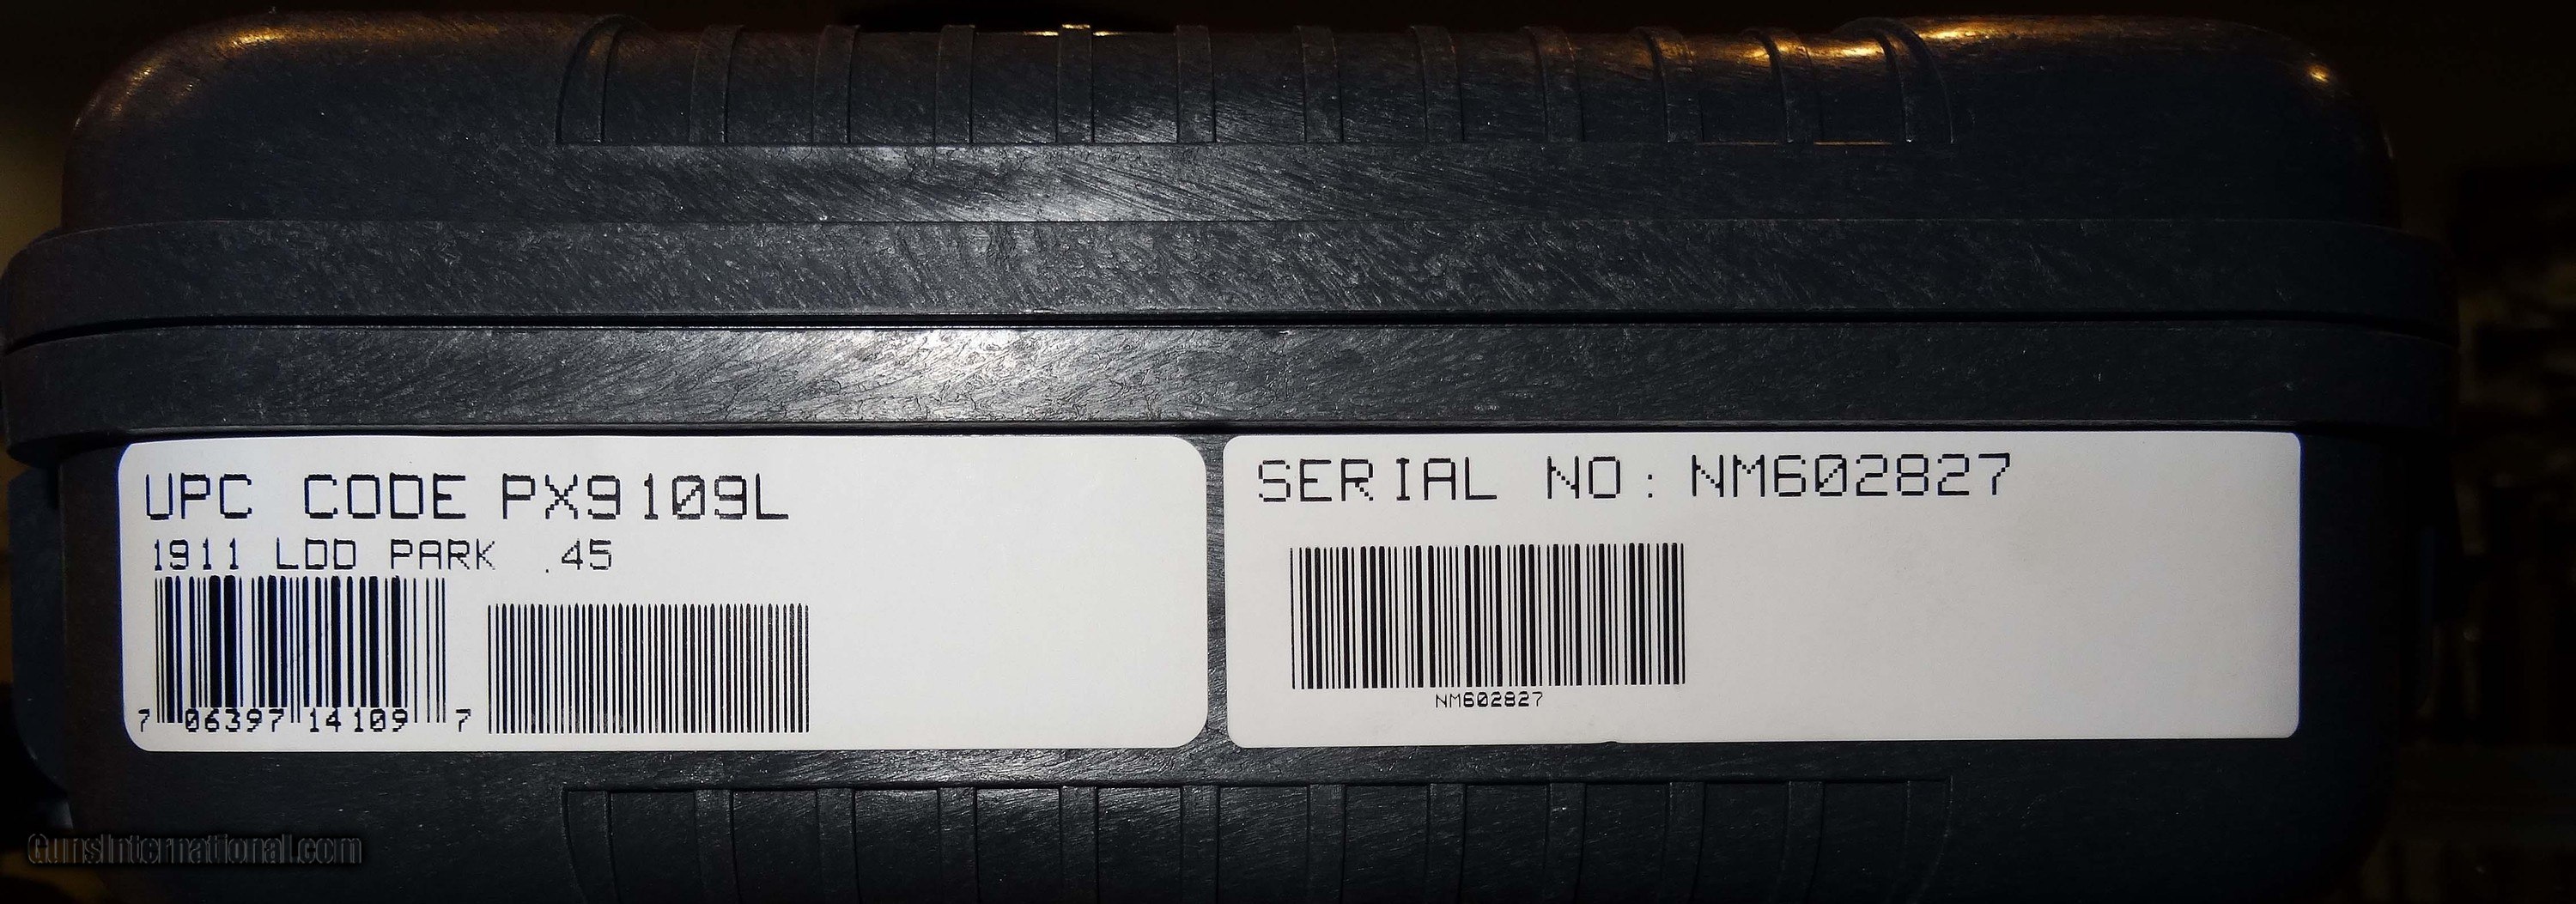 UPC CODE PX9109L
1911 LDD PARK .45
7 06397 14109 7
SERIAL NO: NM602827
NM602827
GunsInternational.com